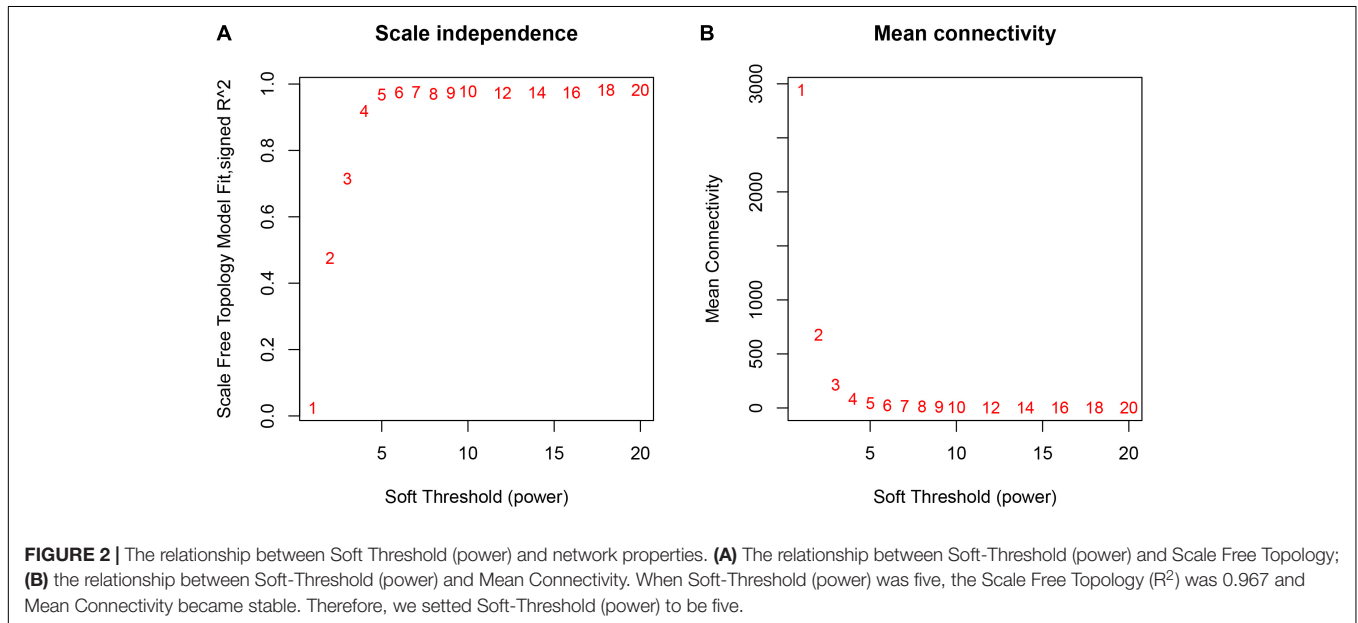 A
Scale independence
Scale Free Topology Model Fit,signed R^2
1.0
0.8
0.6
0.4
0.2
0.0
1
2
3
4
5 6 7 8 9 10 12 14 16 18 20
5 10 15 20
Soft Threshold (power)
B
Mean connectivity
Mean Connectivity
3000
2000
1000
500
0
1
2
3
4 5 6 7 8 9 10 12 14 16 18 20
5 10 15 20
Soft Threshold (power)
FIGURE 2 | The relationship between Soft Threshold (power) and network properties. (A) The relationship between Soft-Threshold (power) and Scale Free Topology;
(B) the relationship between Soft-Threshold (power) and Mean Connectivity. When Soft-Threshold (power) was five, the Scale Free Topology (R²) was 0.967 and
Mean Connectivity became stable. Therefore, we setted Soft-Threshold (power) to be five.